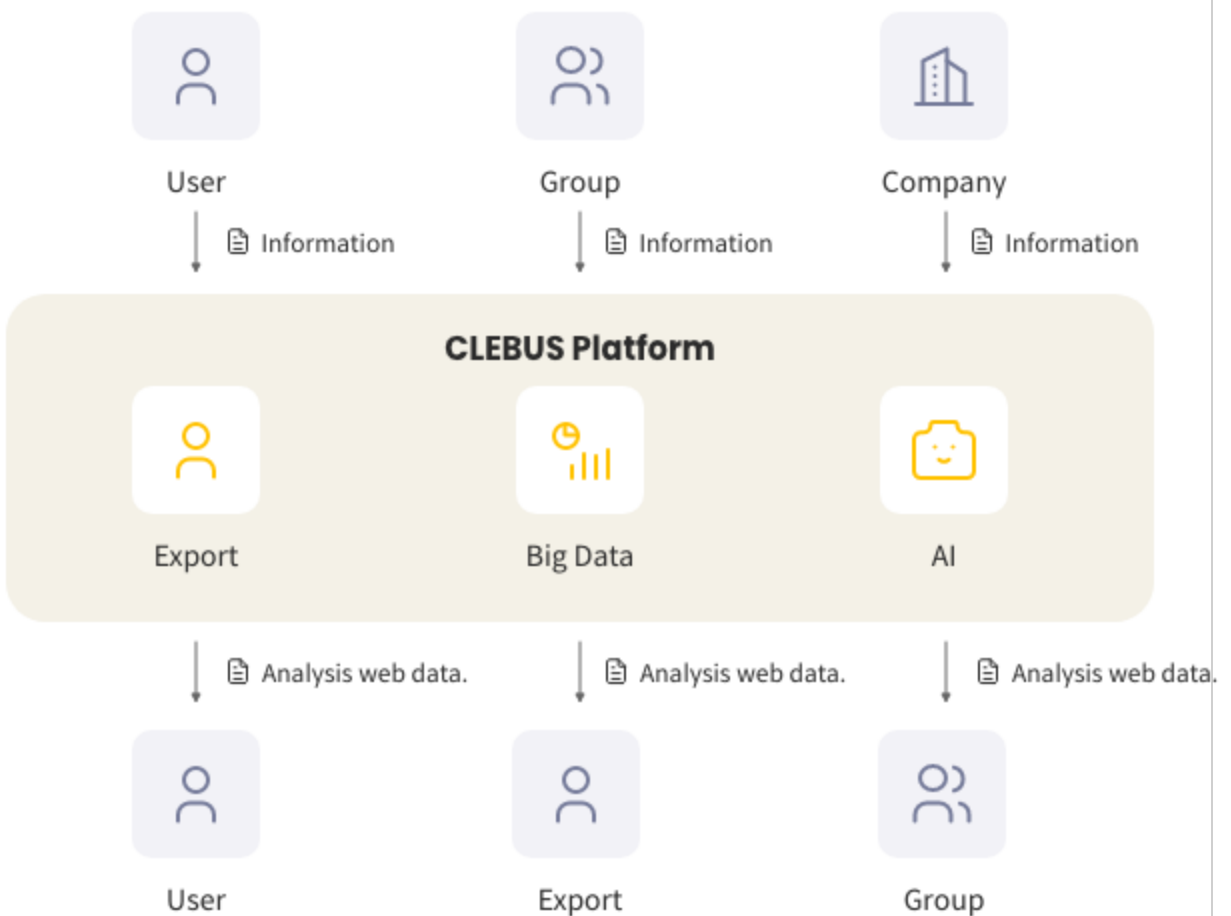 User Group Company
Information Information Information
CLEBUS Platform
Export Big Data AI
Analysis web data. Analysis web data. Analysis web data.
User Export Group